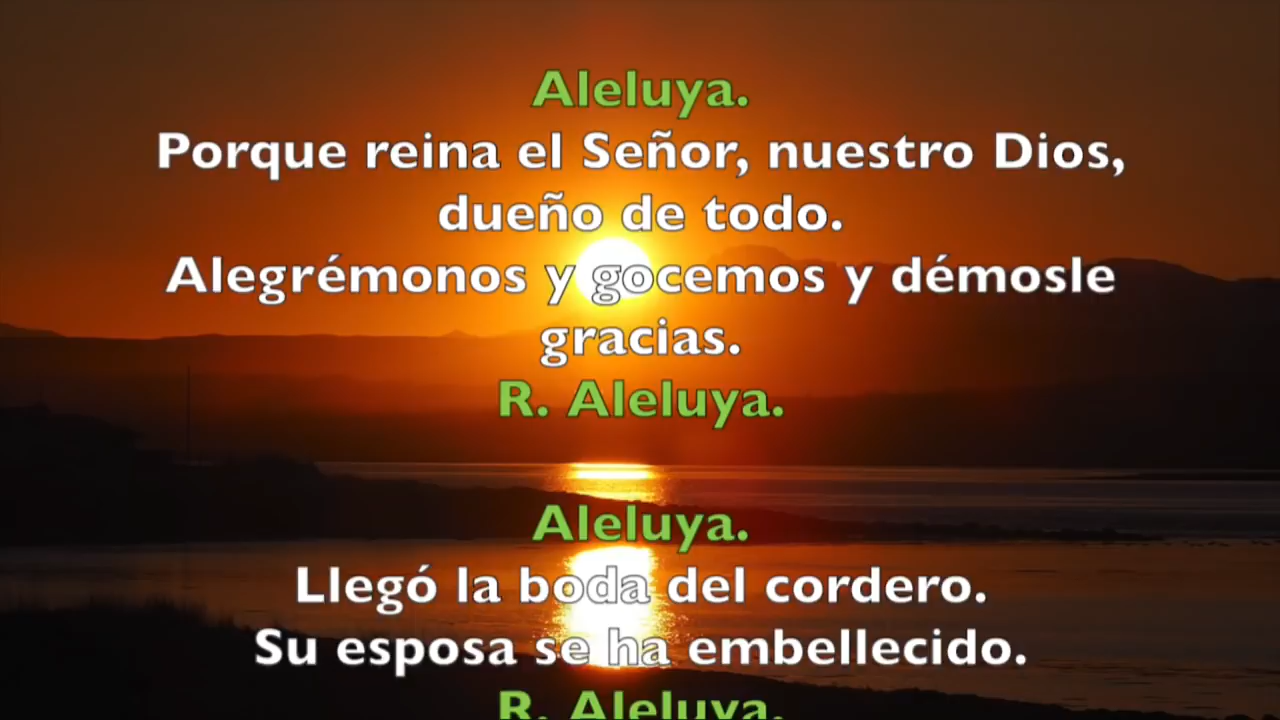 Aleluya.
Porque reina el Señor, nuestro Dios,
dueño de todo.
Alegrémonos y gocemos y démosle
gracias.
R. Aleluya.
Aleluya.
Llegó la boda del cordero.
Su esposa se ha embellecido.
R. Aleluya.